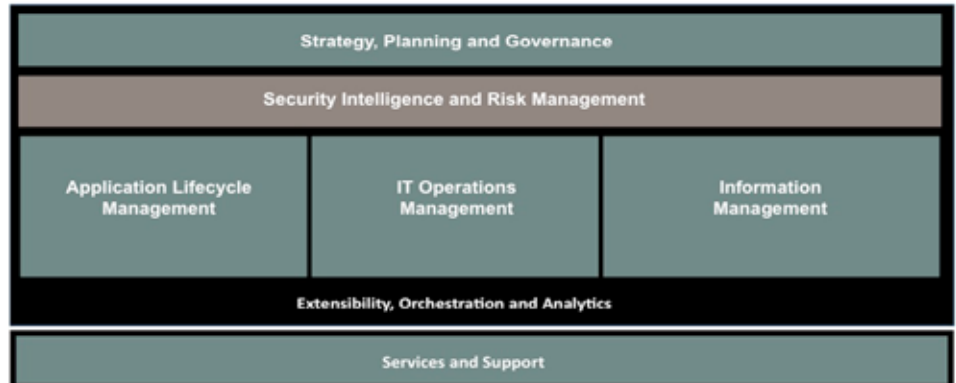 Strategy, Planning and Governance
Security Intelligence and Risk Management
Application Lifecycle
Management
IT Operations
Management
Information
Management
Extensibility, Orchestration and Analytics
Services and Support